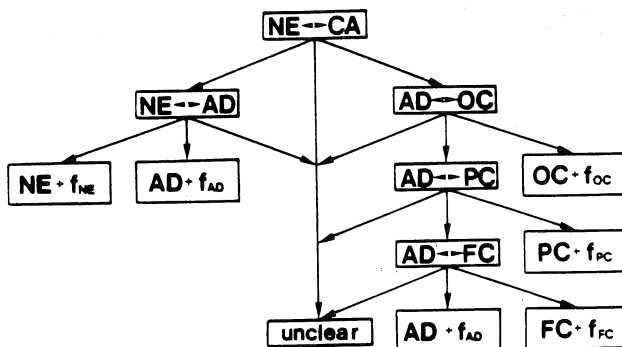 NE↔CA
NE↔AD
AD↔OC
NE + fNE
AD + fAD
AD↔PC
OC + fOC
AD↔FC
PC + fPC
unclear
AD + fAD
FC + fFC